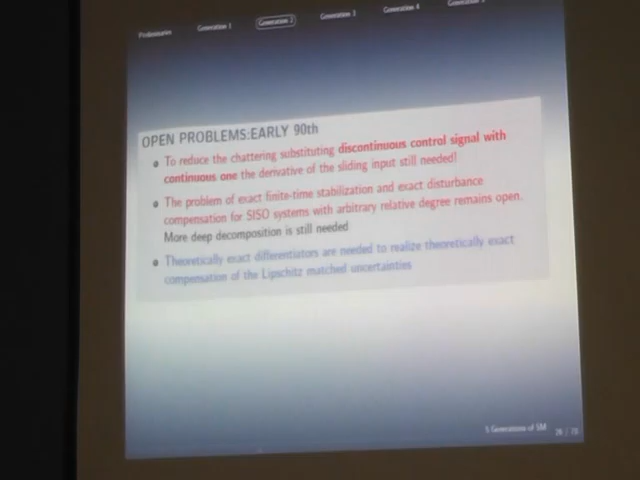 Generation 1 Generation 2 Generation 3 Generation 4
OPEN PROBLEMS:EARLY 90th
To reduce the chattering substituting discontinuous control signal with
continuous one the derivative of the sliding input still needed!
The problem of exact finite-time stabilization and exact disturbance
compensation for SISO systems with arbitrary relative degree remains open.
More deep decomposition is still needed
Theoretically exact differentiators are needed to realize theoretically exact
compensation of the Lipschitz matched uncertainties
5 Generations of SM